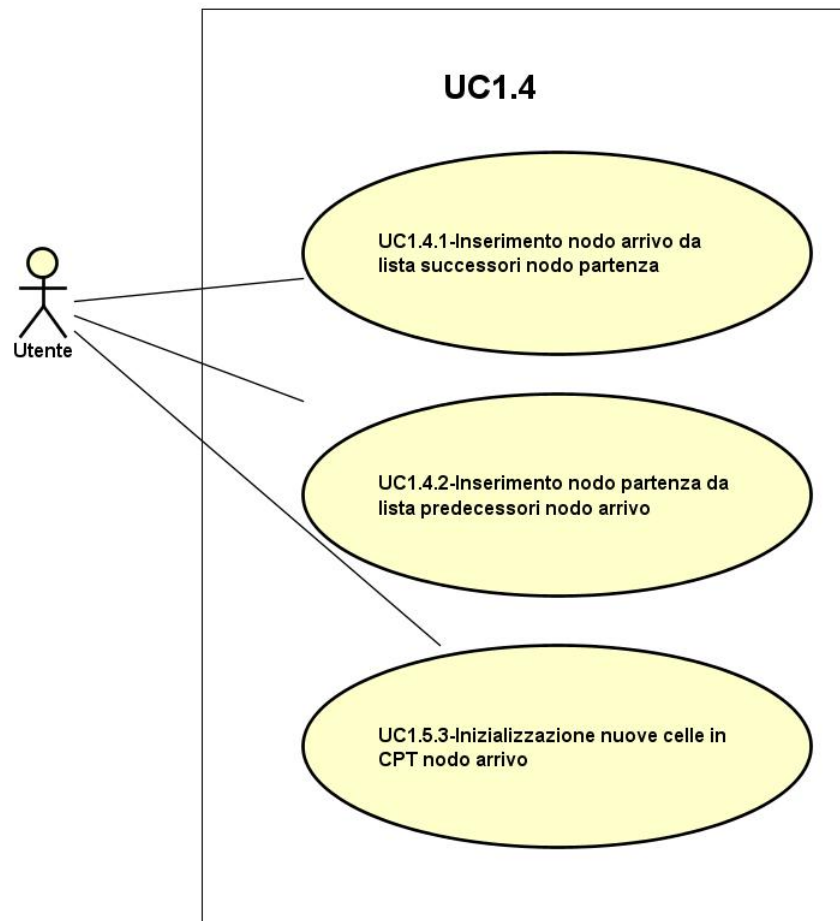 UC1.4
UC1.4.1-Inserimento nodo arrivo da
lista successori nodo partenza
Utente
UC1.4.2-Inserimento nodo partenza da
lista predecessori nodo arrivo
UC1.5.3-Inizializzazione nuove celle in
CPT nodo arrivo